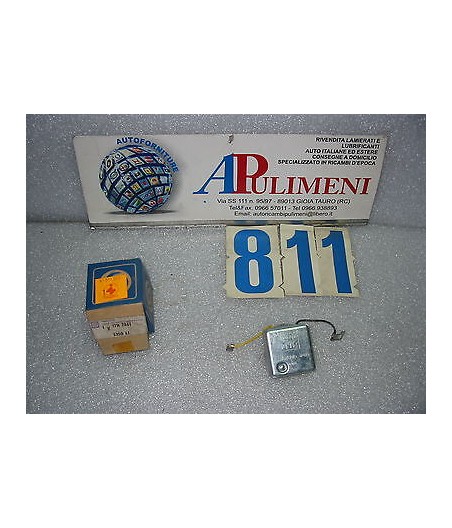 AUTOFORNITURE
RIVENDITA LAMIERATI E
LUBRIFICANTI
AUTO ITALIANE ED ESTERE
CONSEGNE A DOMICILIO
SPECIALIZZATO IN RICAMBI D'EPOCA
APULIMENI
Via SS 111 n. 95/97 - 89013 GIOIA TAURO (RC)
Tel&Fax. 0966 57011 - Tel 0966.938893
Email: autoricambipulimeni@libero.it
811